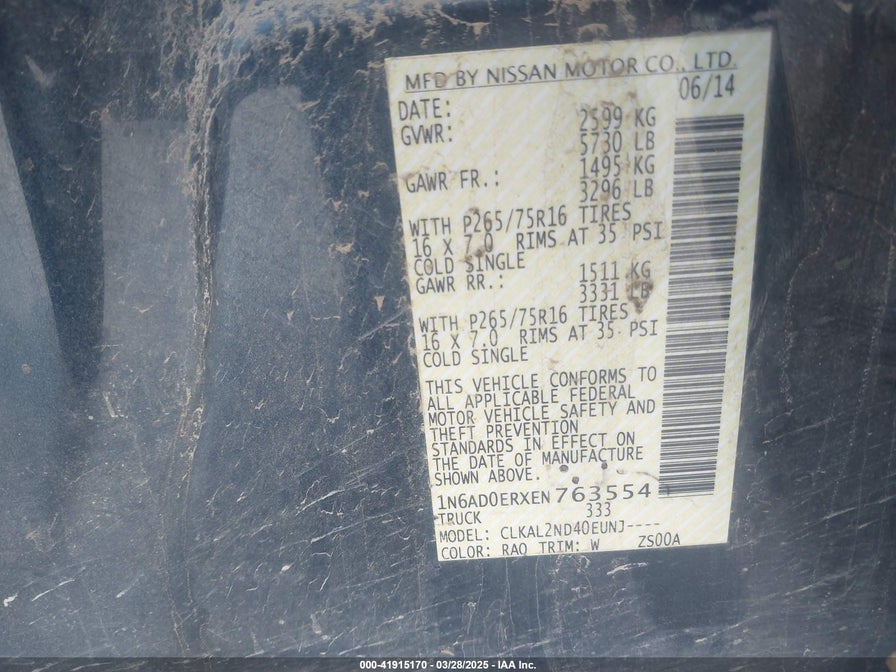 MFD BY NISSAN MOTOR CO., LTD.
DATE: 06/14
GVWR: 2599 KG
5730 LB
GAWR FR.: 1495 KG
3296 LB
WITH P265/75R16 TIRES
16 X 7.0 RIMS AT 35 PSI
COLD SINGLE
GAWR RR.: 1511 KG
3331 LB
WITH P265/75R16 TIRES
16 X 7.0 RIMS AT 35 PSI
COLD SINGLE
THIS VEHICLE CONFORMS TO
ALL APPLICABLE FEDERAL
MOTOR VEHICLE SAFETY AND
THEFT PREVENTION
STANDARDS IN EFFECT ON
THE DATE OF MANUFACTURE
SHOWN ABOVE.
1N6AD0ERXEN763554
TRUCK 333
MODEL: CLKAL2ND40EUNJ----
COLOR: RAQ TRIM: W ZS00A
000-41915170 - 03/28/2025 - IAA Inc.